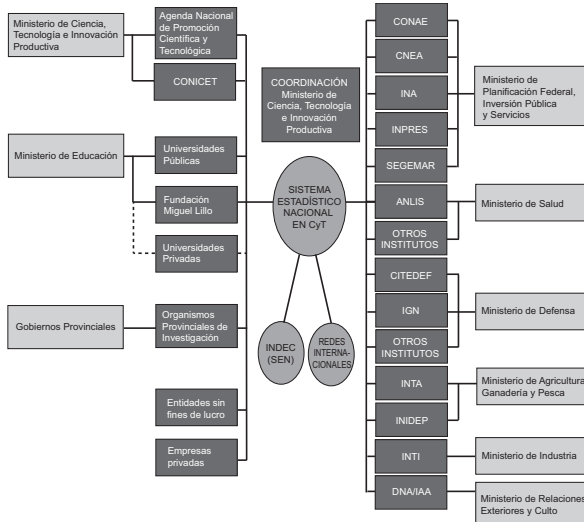 Ministerio de Ciencia,
Tecnología e Innovación
Productiva
Agenda Nacional
de Promoción
Científica y
Tecnológica
CONICET
Ministerio de Educación
Universidades
Públicas
Fundación
Miguel Lillo
Universidades
Privadas
Gobiernos Provinciales
Organismos
Provinciales de
Investigación
Entidades sin
fines de lucro
Empresas
privadas
COORDINACIÓN
Ministerio de
Ciencia, Tecnología
e Innovación
Productiva
SISTEMA
ESTADÍSTICO
NACIONAL
EN CyT
INDEC
(SEN)
REDES
INTERNA-
CIONALES
CONAE
CNEA
INA
INPRES
SEGEMAR
ANLIS
OTROS
INSTITUTOS
CITEDEF
IGN
OTROS
INSTITUTOS
INTA
INIDEP
INTI
DNA/IAA
Ministerio de
Planificación Federal,
Inversión Pública
y Servicios
Ministerio de Salud
Ministerio de Defensa
Ministerio de Agricultura,
Ganadería y Pesca
Ministerio de Industria
Ministerio de Relaciones
Exteriores y Culto